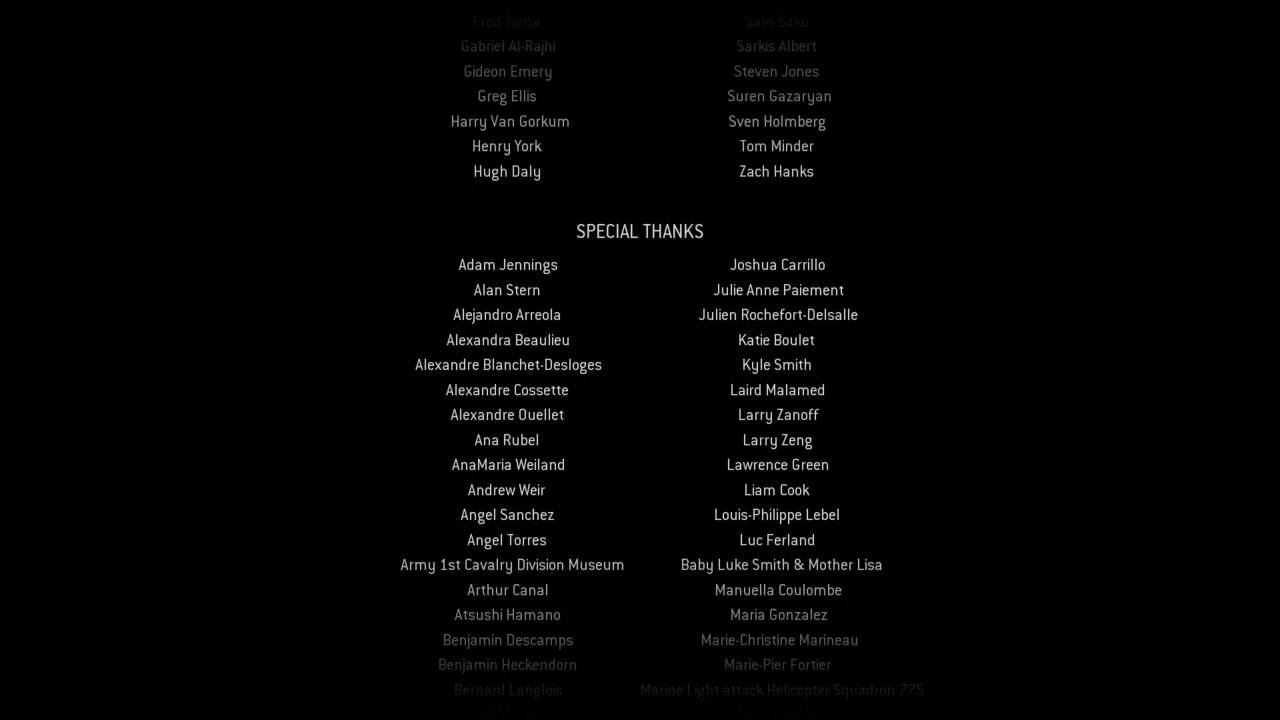 Fred Toma
Sam Sako
Gabriel Al-Rajhi
Sarkis Albert
Gideon Emery
Steven Jones
Greg Ellis
Suren Gazaryan
Harry Van Gorkum
Sven Holmberg
Henry York
Tom Minder
Hugh Daly
Zach Hanks
SPECIAL THANKS
Adam Jennings
Joshua Carrillo
Alan Stern
Julie Anne Paiement
Alejandro Arreola
Julien Rochefort-Delsalle
Alexandra Beaulieu
Katie Boulet
Alexandre Blanchet-Desloges
Kyle Smith
Alexandre Cossette
Laird Malamed
Alexandre Ouellet
Larry Zanoff
Ana Rubel
Larry Zeng
AnaMaria Weiland
Lawrence Green
Andrew Weir
Liam Cook
Angel Sanchez
Louis-Philippe Lebel
Angel Torres
Luc Ferland
Army 1st Cavalry Division Museum
Baby Luke Smith & Mother Lisa
Arthur Canal
Manuella Coulombe
Atsushi Hamano
Maria Gonzalez
Benjamin Descamps
Marie-Christine Marineau
Benjamin Heckendorn
Marie-Pier Fortier
Bernard Langlois
Marine Light attack Helicopter Squadron 775